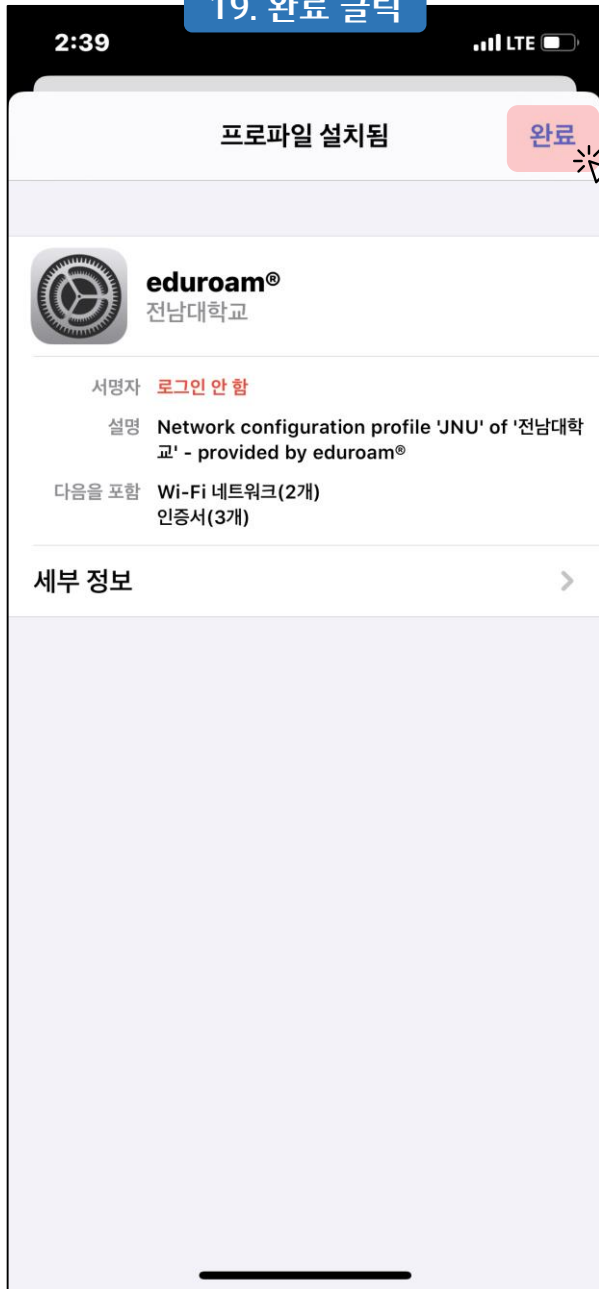 19. 완료 클릭
2:39
LTE
프로파일 설치됨
완료
eduroam®
전남대학교
서명자 로그인 안 함
설명 Network configuration profile 'JNU' of '전남대학
교' - provided by eduroam®
다음을 포함 Wi-Fi 네트워크(2개)
인증서(3개)
세부 정보